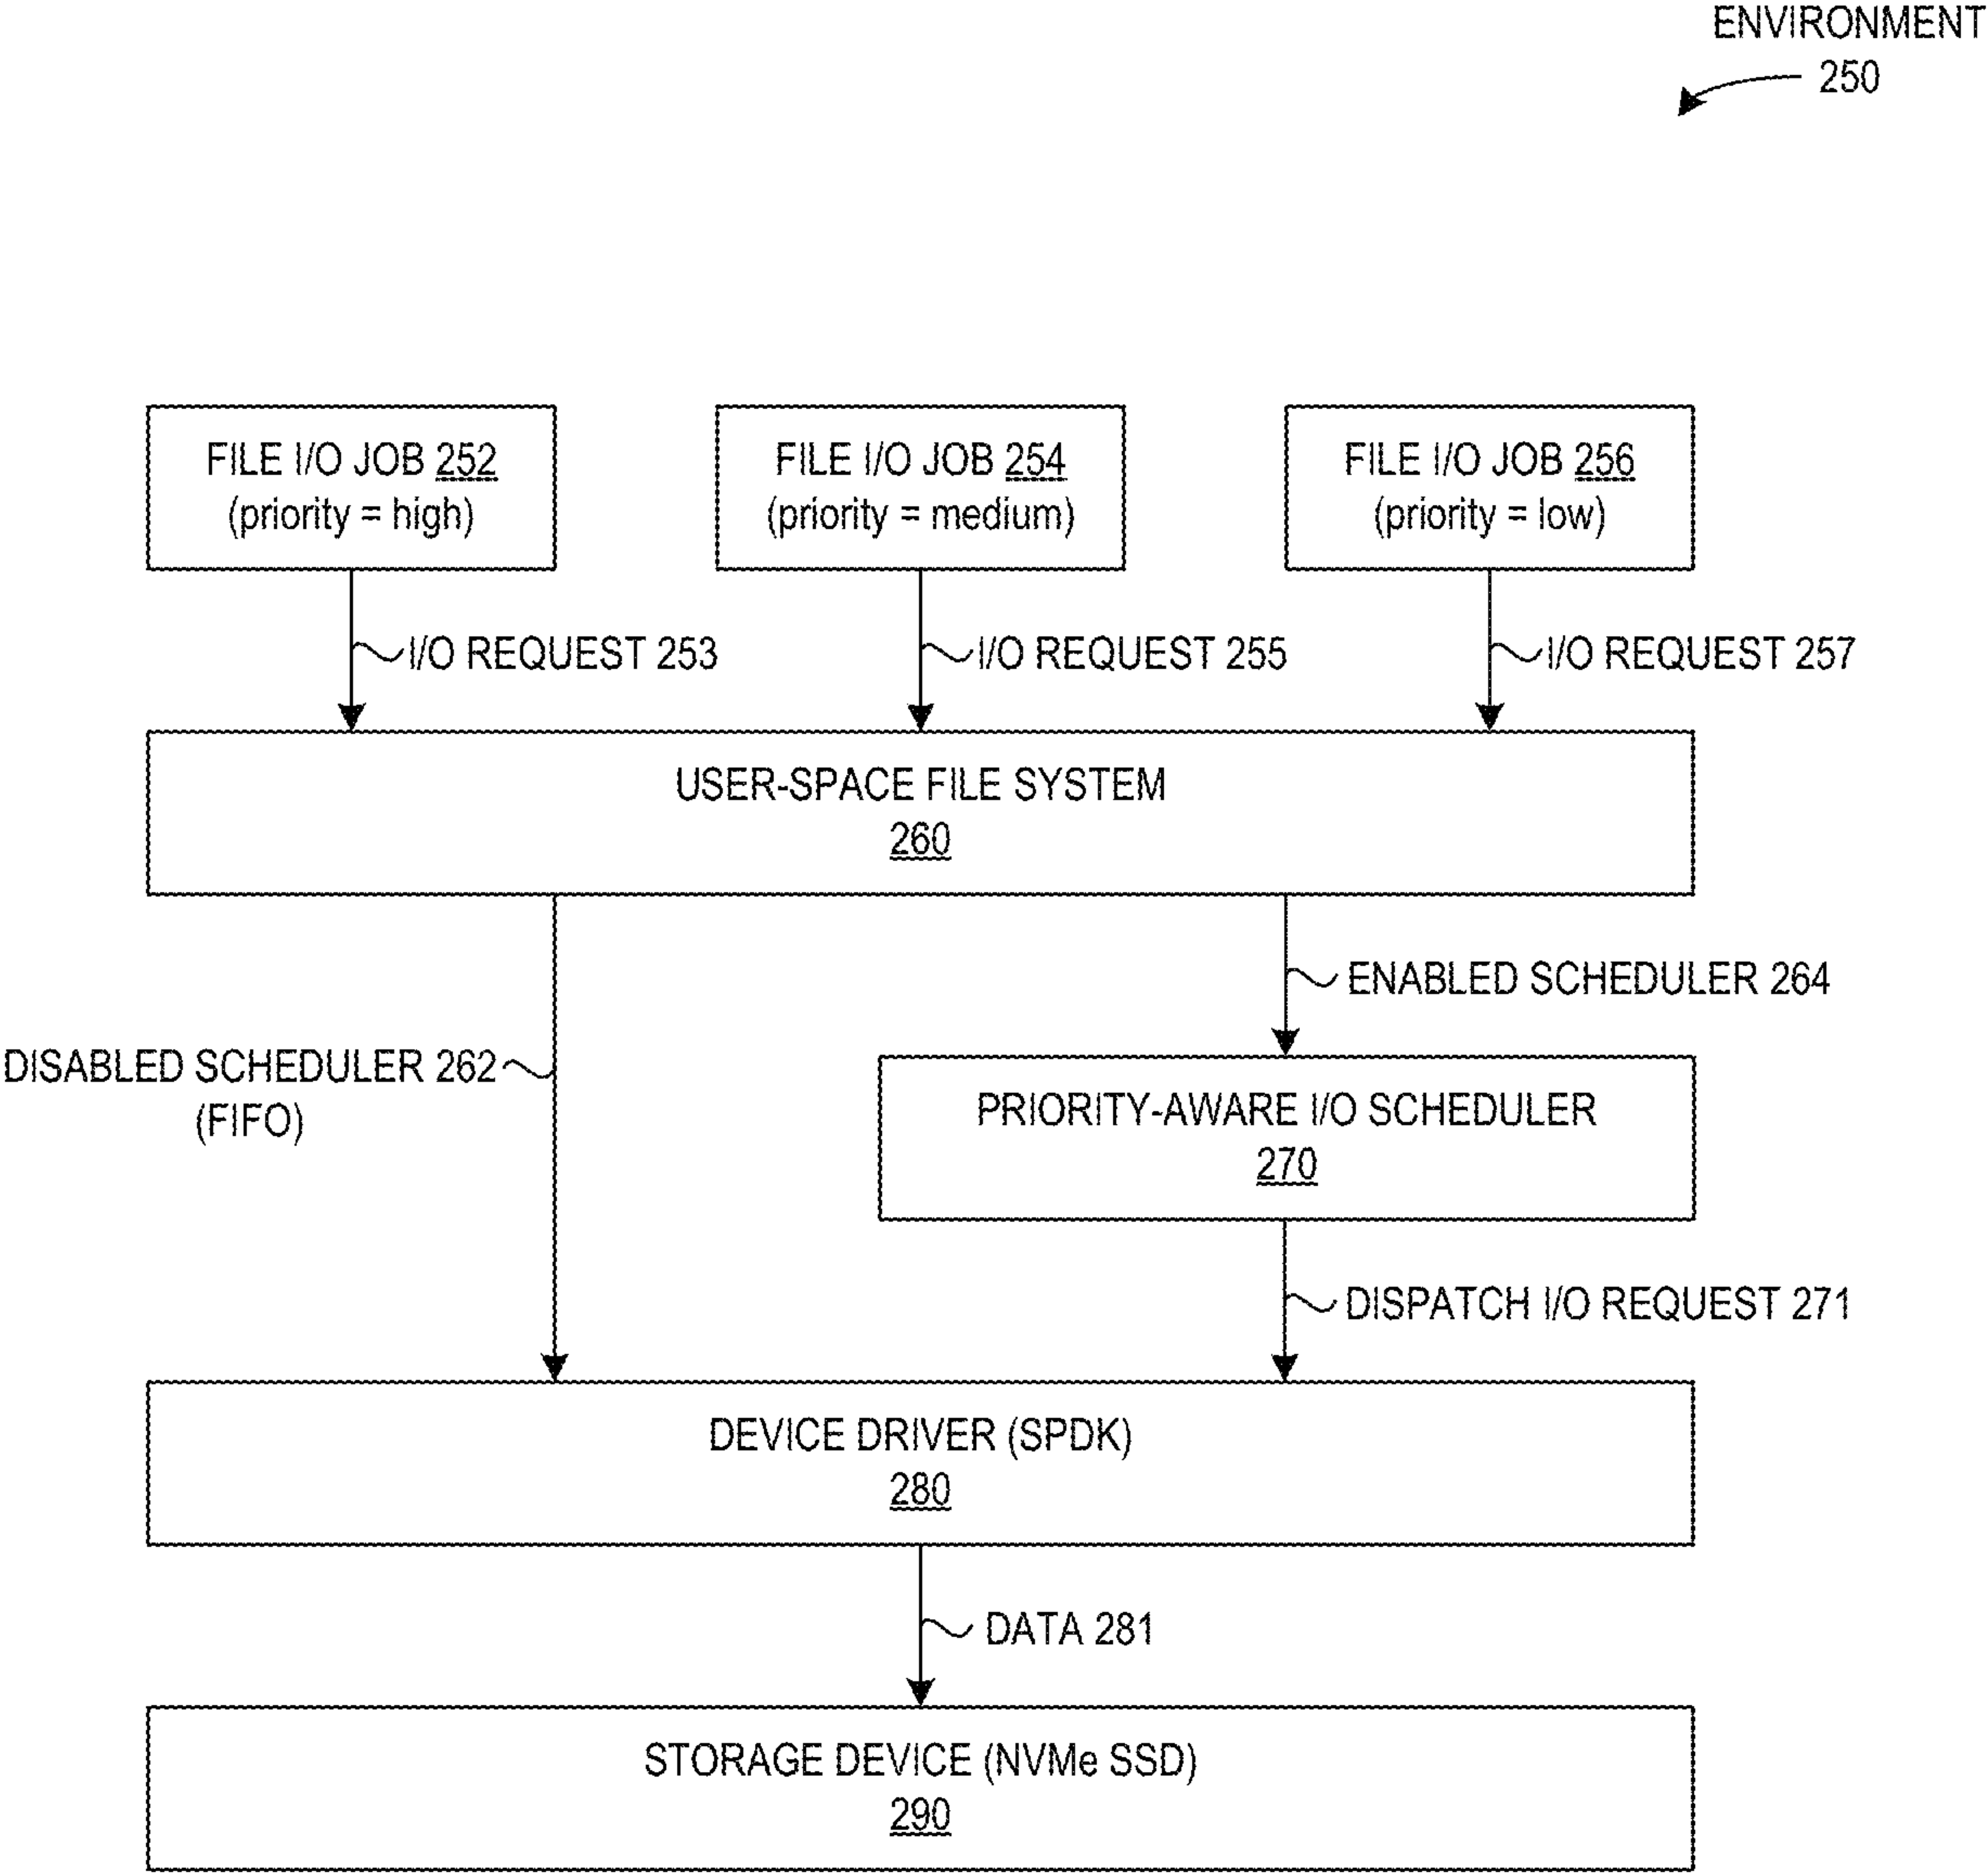 ENVIRONMENT
250
FILE I/O JOB 252
(priority = high)
FILE I/O JOB 254
(priority = medium)
FILE I/O JOB 256
(priority = low)
I/O REQUEST 253
I/O REQUEST 255
I/O REQUEST 257
USER-SPACE FILE SYSTEM
260
ENABLED SCHEDULER 264
DISABLED SCHEDULER 262
(FIFO)
PRIORITY-AWARE I/O SCHEDULER
270
DISPATCH I/O REQUEST 271
DEVICE DRIVER (SPDK)
280
DATA 281
STORAGE DEVICE (NVMe SSD)
290